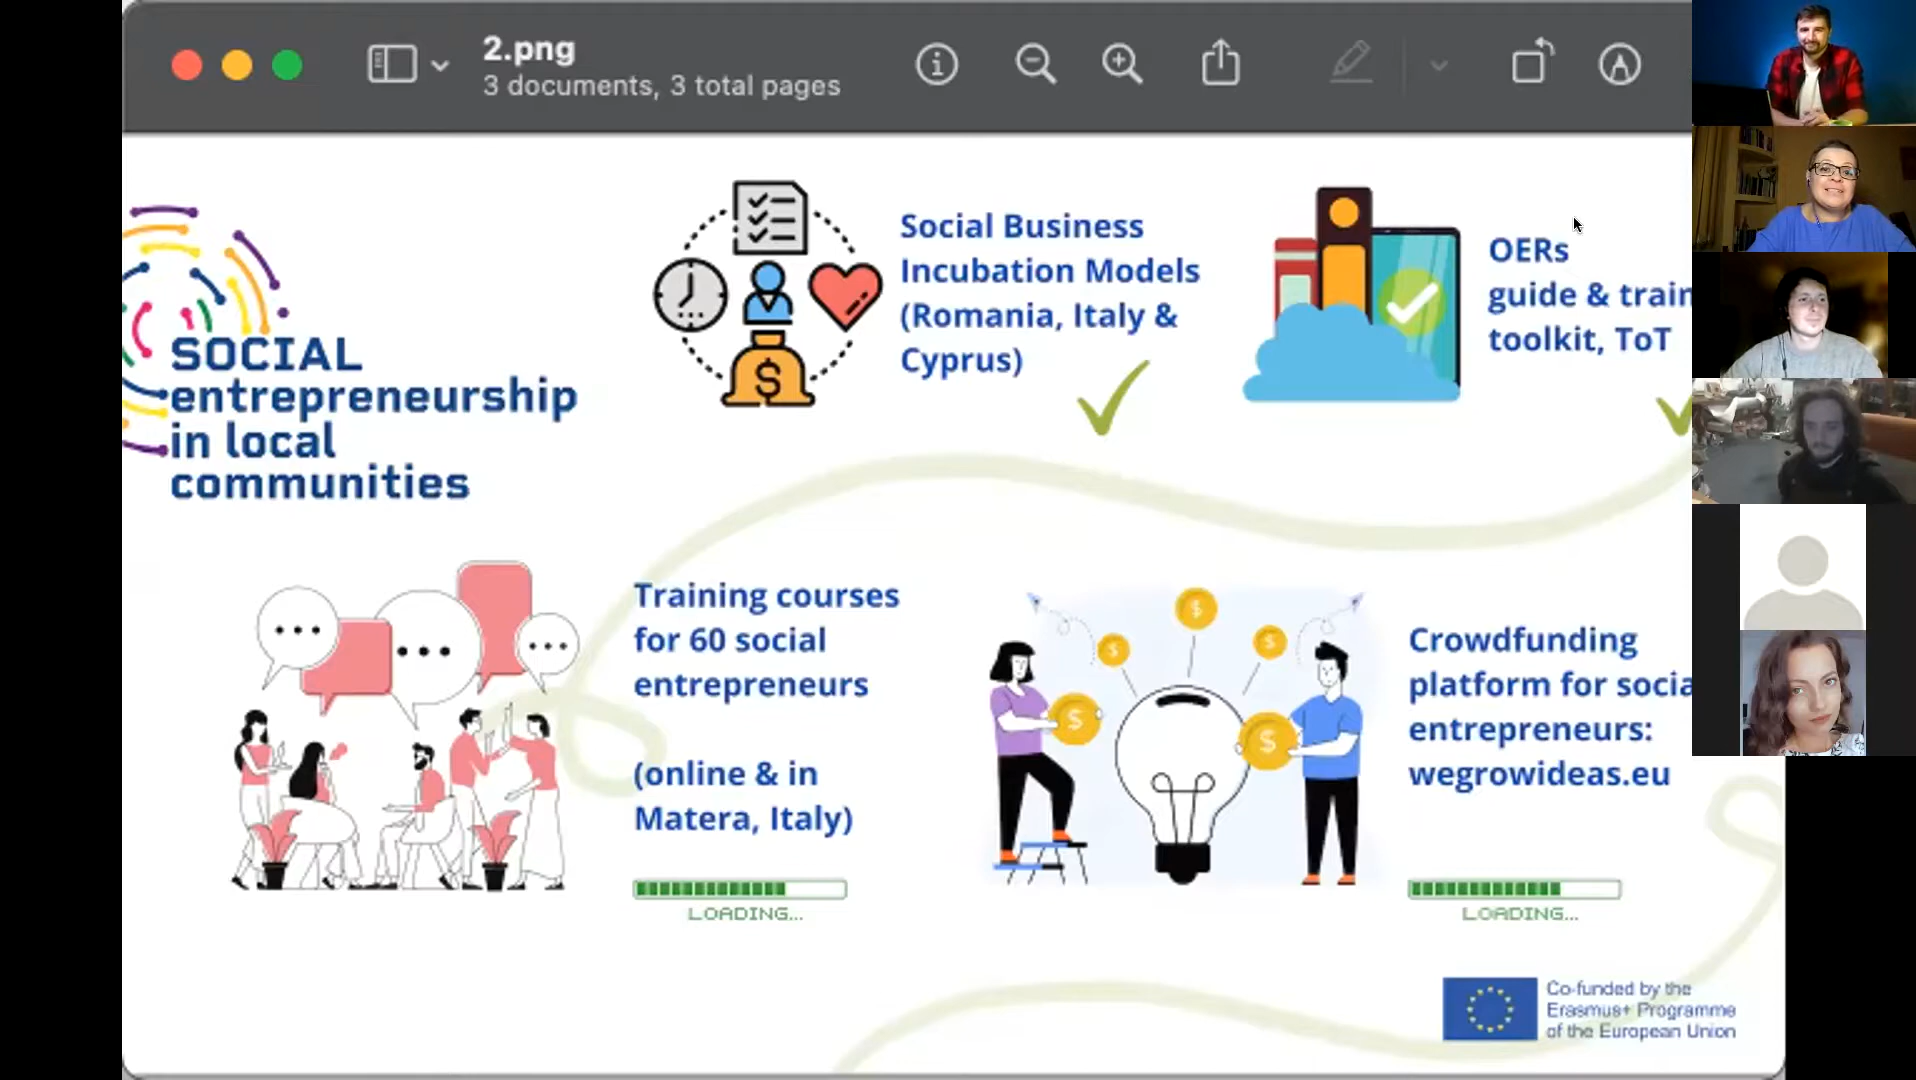 2.png
3 documents, 3 total pages
SOCIAL
entrepreneurship
in local
communities
Social Business
Incubation Models
(Romania, Italy &
Cyprus)
OERs
guide & train
toolkit, ToT
Training courses
for 60 social
entrepreneurs
(online & in
Matera, Italy)
LOADING...
Crowdfunding
platform for socia
entrepreneurs:
wegrowideas.eu
LOADING...
Co-funded by the
Erasmus+ Programme
of the European Union